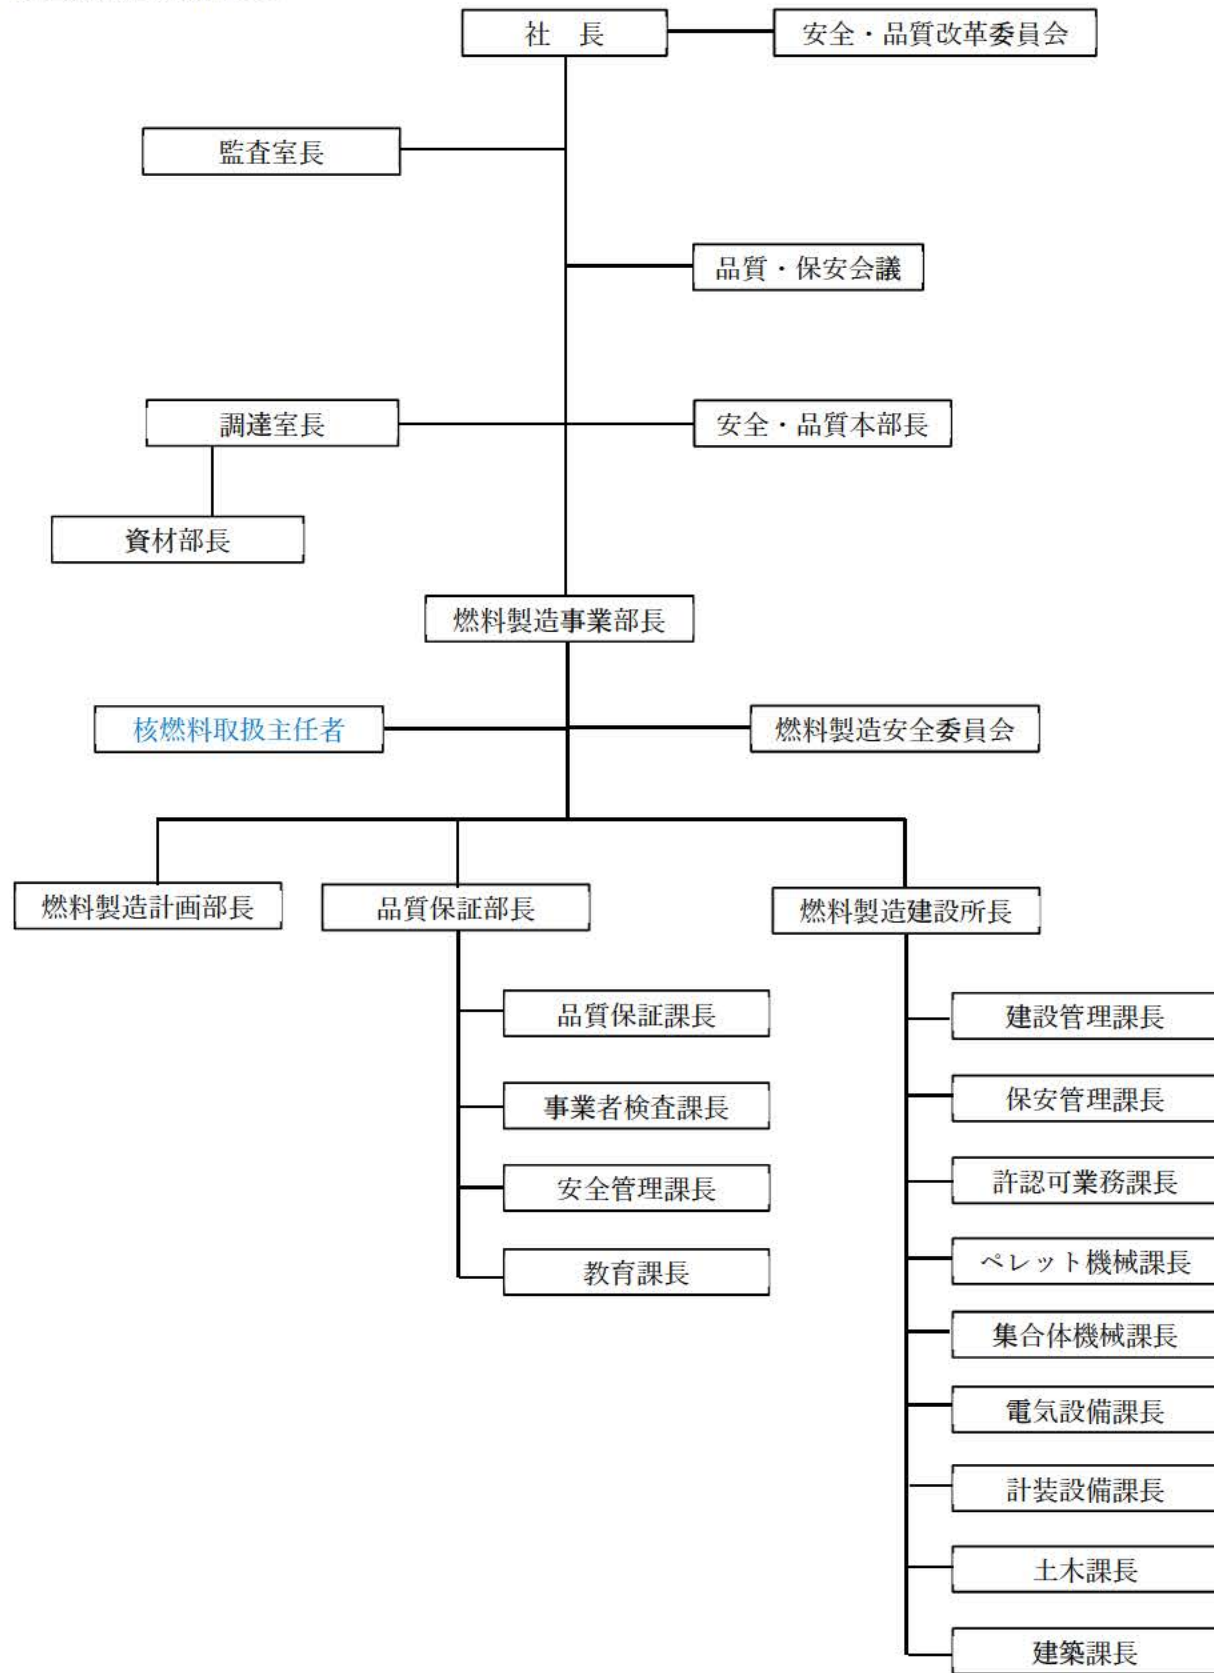 社　長
安全・品質改革委員会
監査室長
品質・保安会議
調達室長
安全・品質本部長
資材部長
燃料製造事業部長
核燃料取扱主任者
燃料製造安全委員会
燃料製造計画部長
品質保証部長
燃料製造建設所長
品質保証課長
事業者検査課長
安全管理課長
教育課長
建設管理課長
保安管理課長
許認可業務課長
ペレット機械課長
集合体機械課長
電気設備課長
計装設備課長
土木課長
建築課長